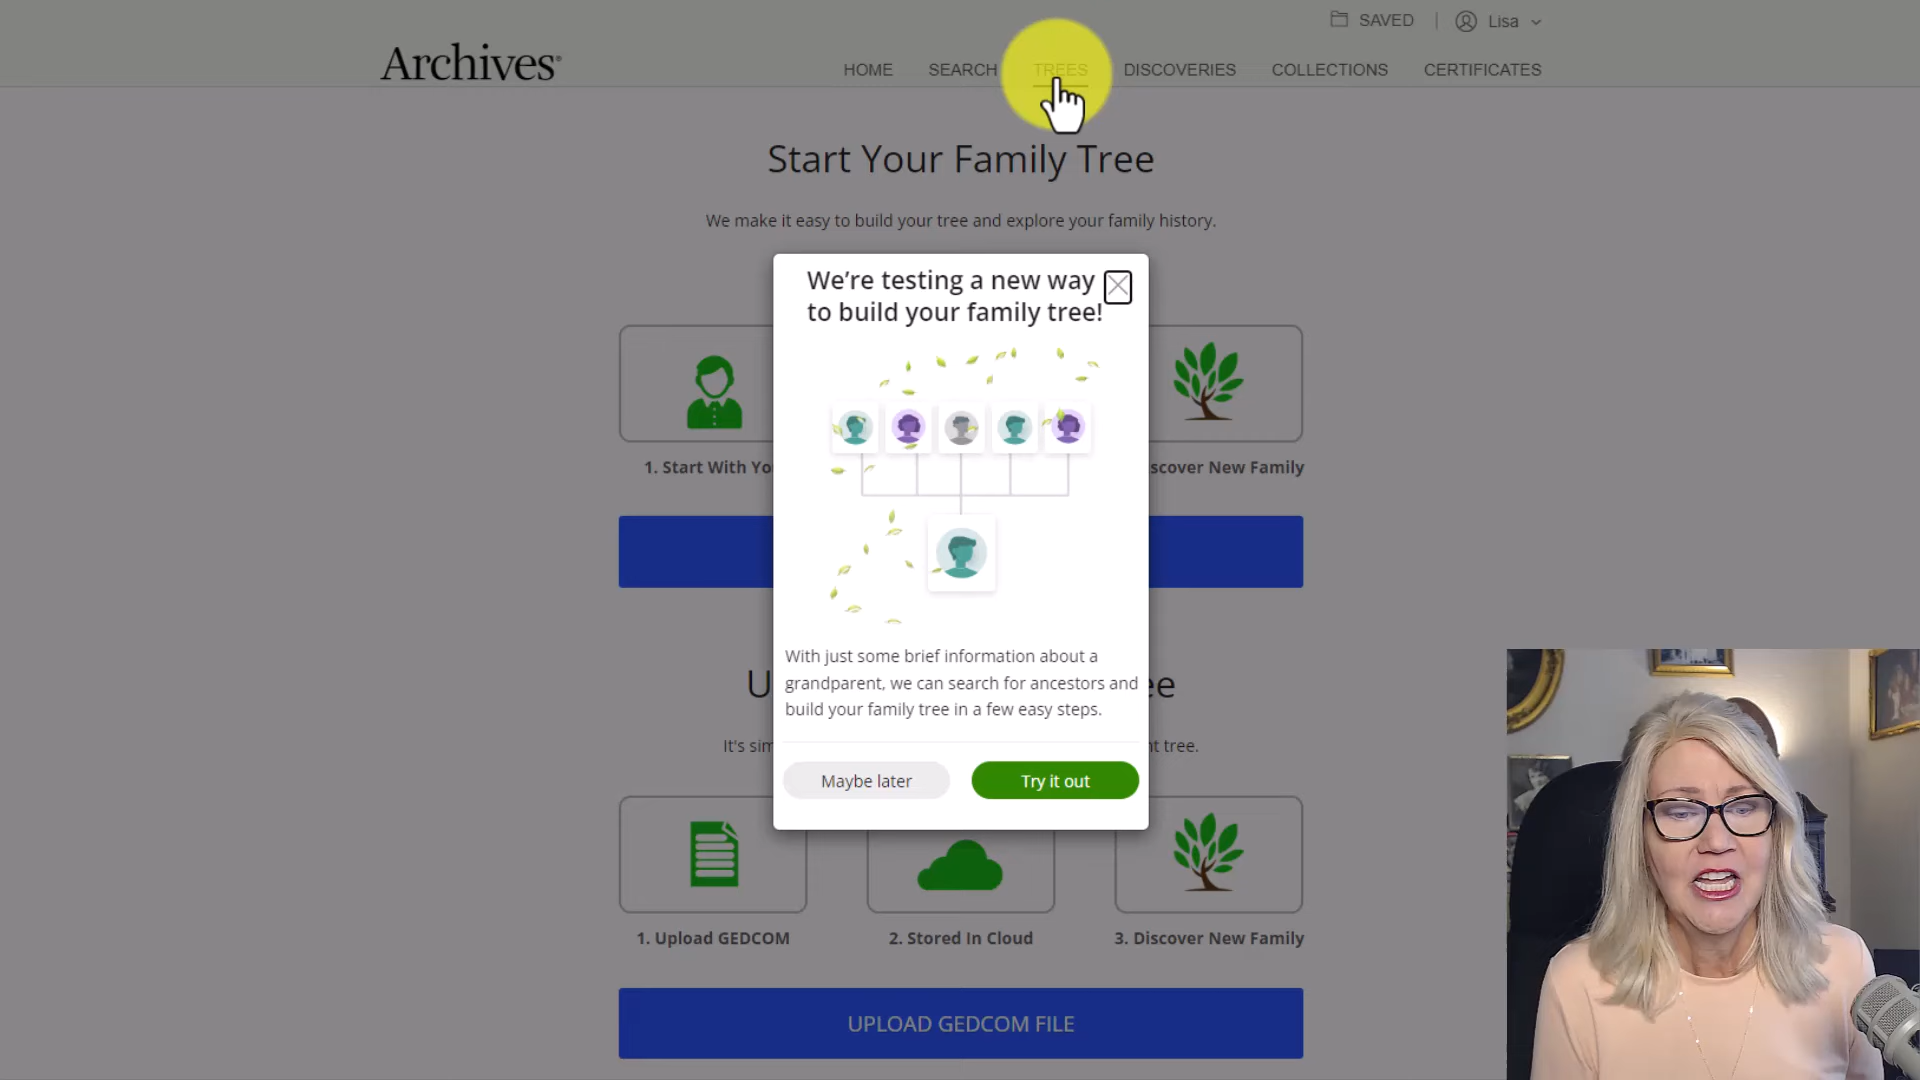 SAVED
Lisa
Archives®
HOME
SEARCH
TREES
DISCOVERIES
COLLECTIONS
CERTIFICATES
Start Your Family Tree
We make it easy to build your tree and explore your family history.
We’re testing a new way
to build your family tree!
1. Start With Yo
scover New Family
With just some brief information about a
grandparent, we can search for ancestors and
build your family tree in a few easy steps.
U
ee
It's sim
nt tree.
Maybe later
Try it out
1. Upload GEDCOM
2. Stored In Cloud
3. Discover New Family
UPLOAD GEDCOM FILE